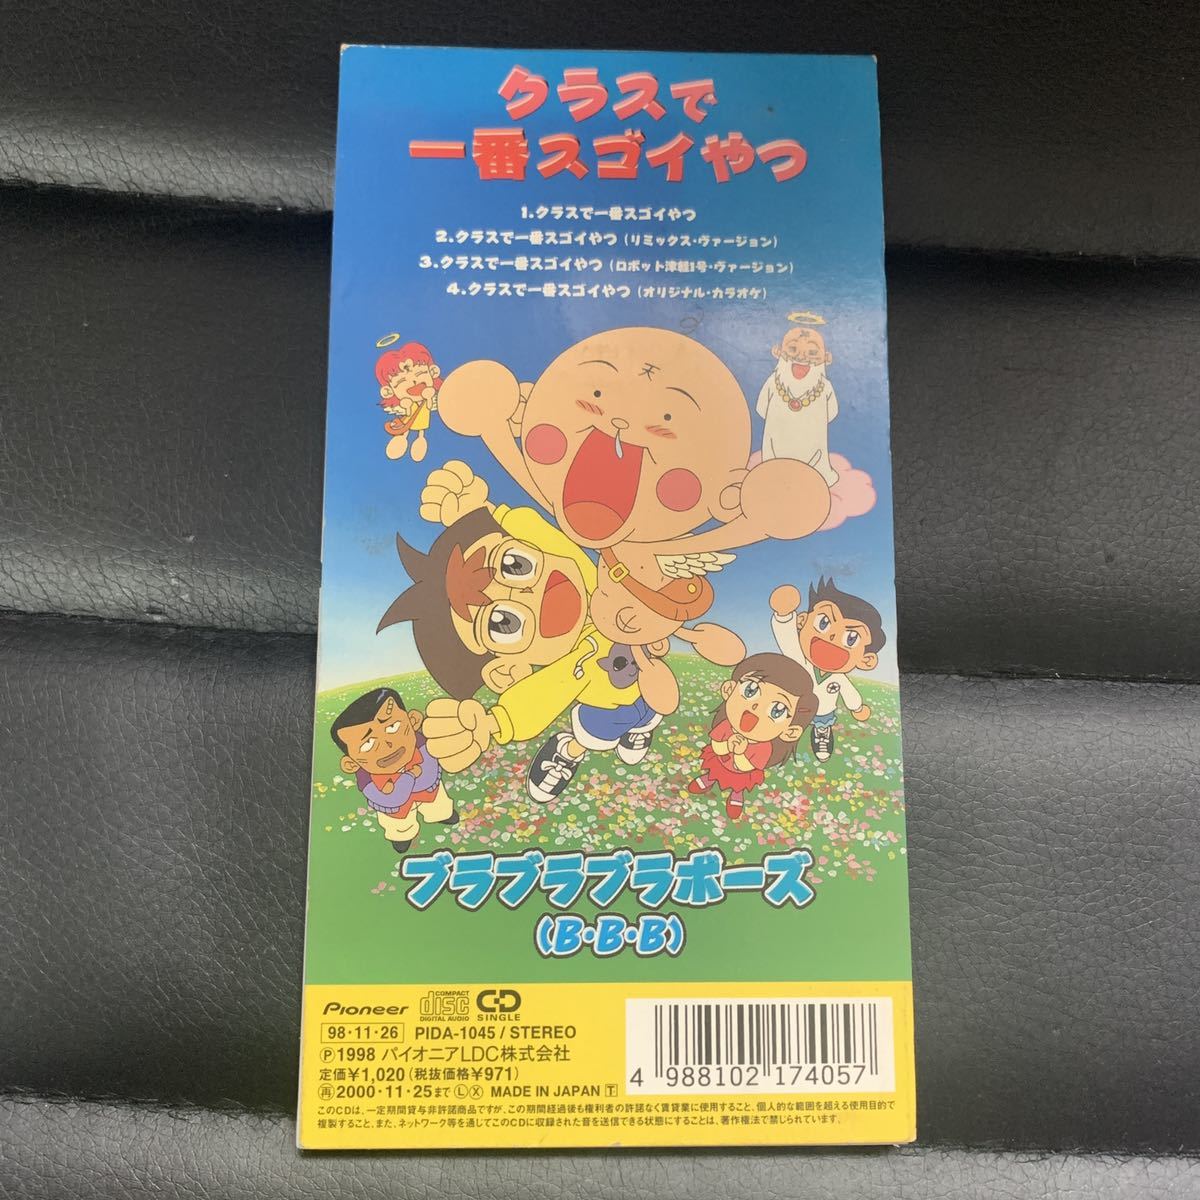 クラスで
一番スゴイやつ
1.クラスで一番スゴイやつ
2.クラスで一番スゴイやつ(リミックス・ヴァージョン)
3.クラスで一番スゴイやつ(ロボット津軽1号・ヴァージョン)
4.クラスで一番スゴイやつ(オリジナル・カラオケ)
天
ブラブラブラボーズ
(B・B・B)
Pioneer COMPACT disc DIGITAL AUDIO CD SINGLE
98・11・26 PIDA-1045/STEREO
Ⓟ1998 パイオニアLDC株式会社
定価¥1,020(税抜価格¥971)
再2000・11・25まで Ⓛ Ⓧ MADE IN JAPAN T
4 988102 174057
このCDは、一定期間貸与非許諾商品ですが、この期間経過後も権利者の許諾なく賃貸業に使用すること、個人的な範囲を超える使用目的で
複製すること、また、ネットワーク等を通じてこのCDに収録された音を送信できる状態にすることは、著作権法で禁じられています。